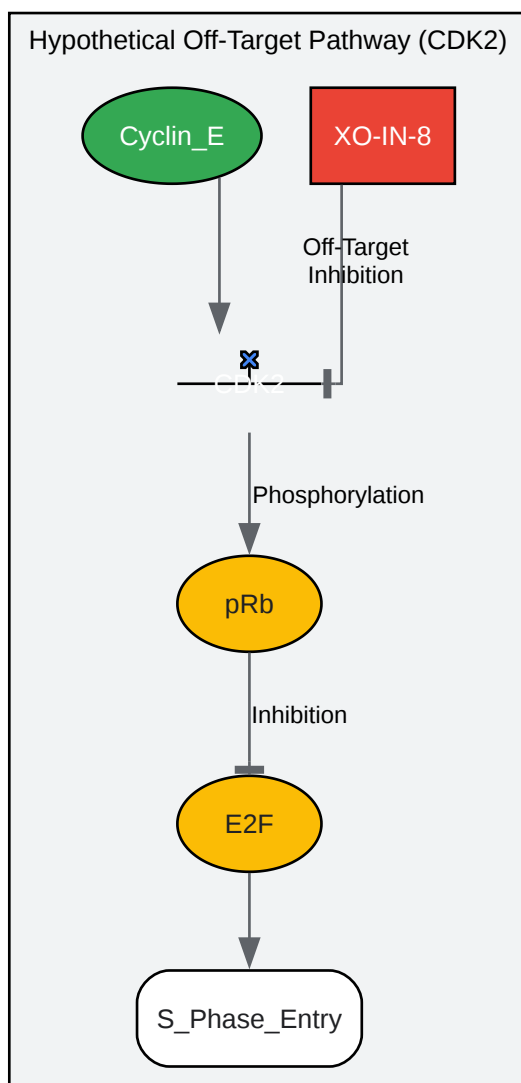 Hypothetical Off-Target Pathway (CDK2)
Cyclin_E
XO-IN-8
Off-Target
Inhibition
CDK2
Phosphorylation
pRb
Inhibition
E2F
S_Phase_Entry